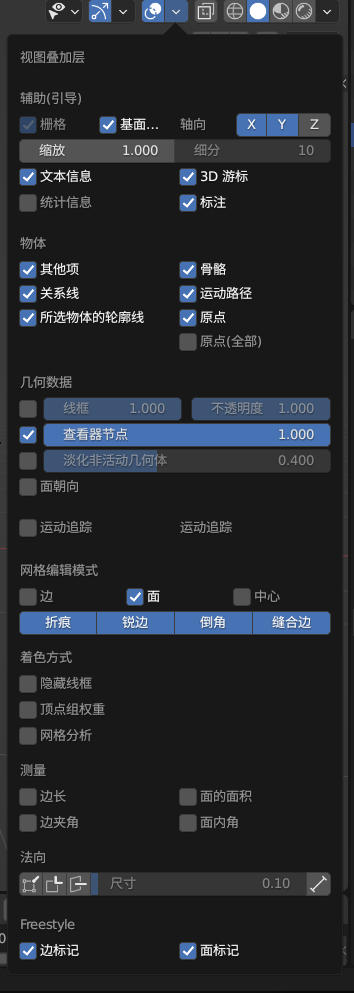 视图叠加层
辅助(引导)
栅格 基面... 轴向 X Y Z
缩放 1.000 细分 10
文本信息 3D 游标
统计信息 标注
物体
其他项 骨骼
关系线 运动路径
所选物体的轮廓线 原点
原点(全部)
几何数据
线框 1.000 不透明度 1.000
查看器节点 1.000
淡化非活动几何体 0.400
面朝向
运动追踪 运动追踪
网格编辑模式
边 面 中心
折痕 锐边 倒角 缝合边
着色方式
隐藏线框
顶点组权重
网格分析
测量
边长 面的面积
边夹角 面内角
法向
尺寸 0.10
Freestyle
边标记 面标记